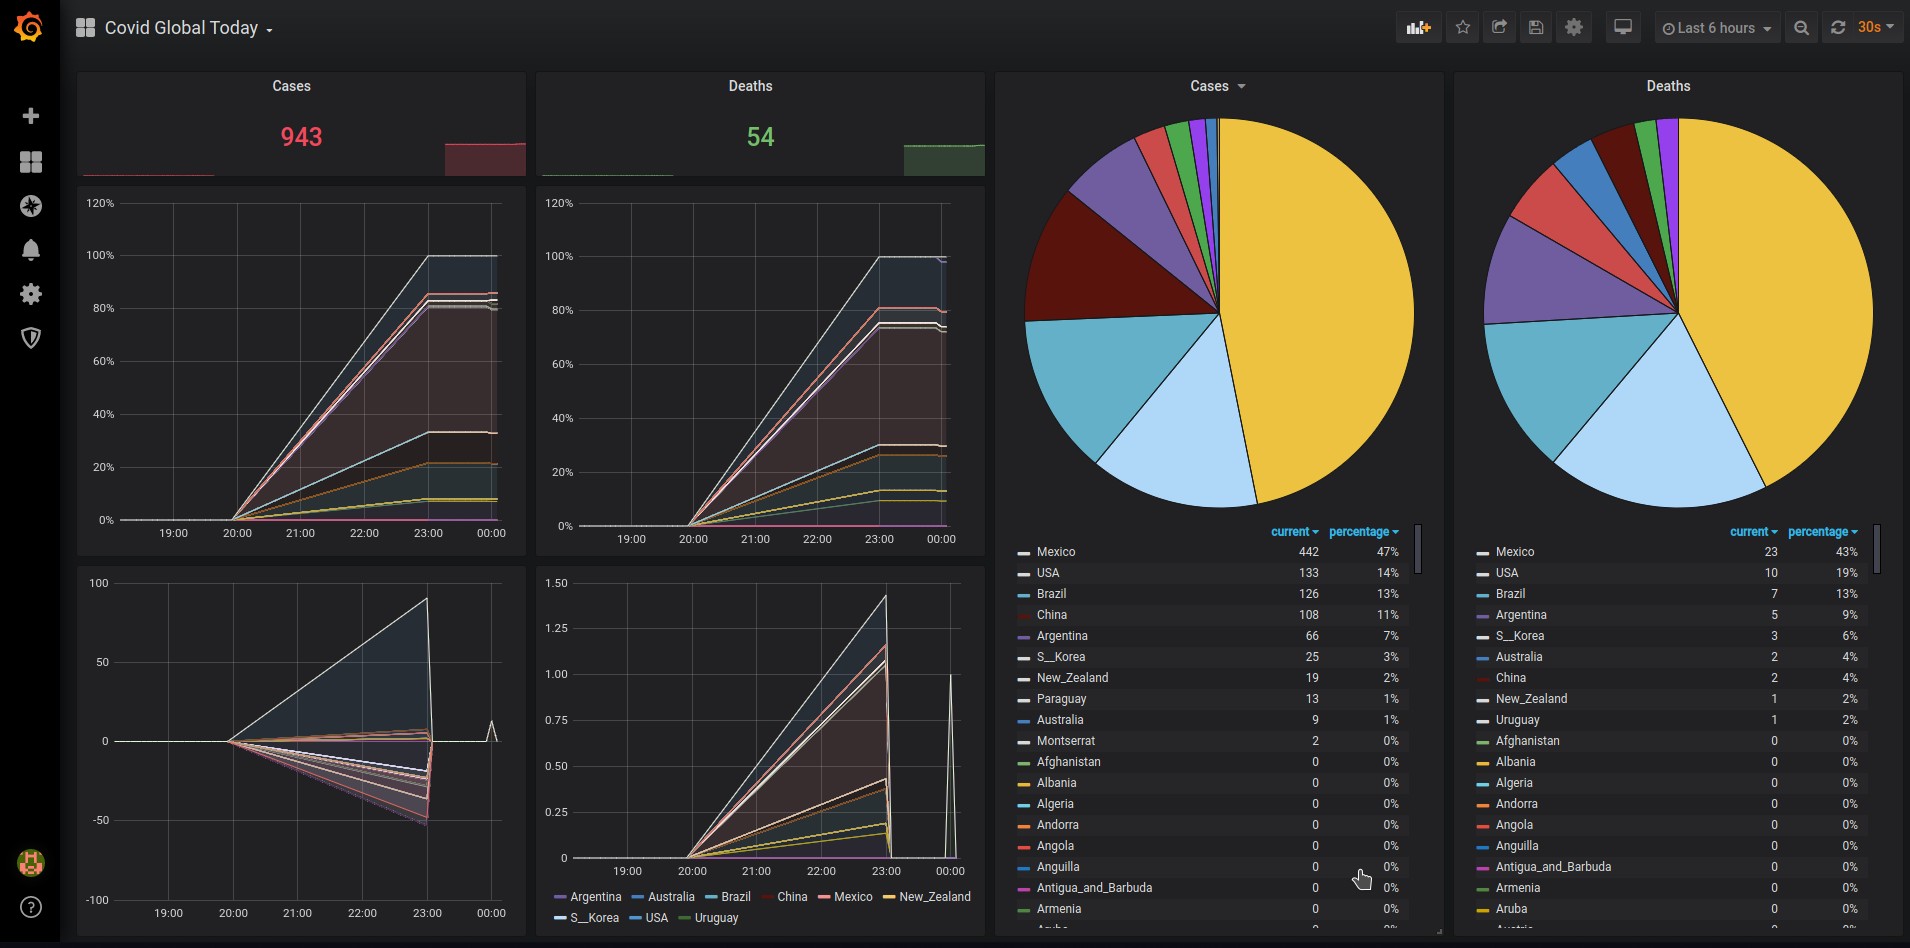 Covid Global Today
Last 6 hours
30s
Cases
943
Deaths
54
120%
100%
80%
60%
40%
20%
0%
19:00 20:00 21:00 22:00 23:00 00:00
120%
100%
80%
60%
40%
20%
0%
19:00 20:00 21:00 22:00 23:00 00:00
100
50
0
-50
-100
19:00 20:00 21:00 22:00 23:00 00:00
1.50
1.25
1.00
0.75
0.50
0.25
0
19:00 20:00 21:00 22:00 23:00 00:00
Argentina Australia Brazil China Mexico New_Zealand
S__Korea USA Uruguay
Cases
current percentage
Mexico 442 47%
USA 133 14%
Brazil 126 13%
China 108 11%
Argentina 66 7%
S__Korea 25 3%
New_Zealand 19 2%
Paraguay 13 1%
Australia 9 1%
Montserrat 2 0%
Afghanistan 0 0%
Albania 0 0%
Algeria 0 0%
Andorra 0 0%
Angola 0 0%
Anguilla 0 0%
Antigua_and_Barbuda 0 0%
Armenia 0 0%
Deaths
current percentage
Mexico 23 43%
USA 10 19%
Brazil 7 13%
Argentina 5 9%
S__Korea 3 6%
Australia 2 4%
China 2 4%
New_Zealand 1 2%
Uruguay 1 2%
Afghanistan 0 0%
Albania 0 0%
Algeria 0 0%
Andorra 0 0%
Angola 0 0%
Anguilla 0 0%
Antigua_and_Barbuda 0 0%
Armenia 0 0%
Aruba 0 0%